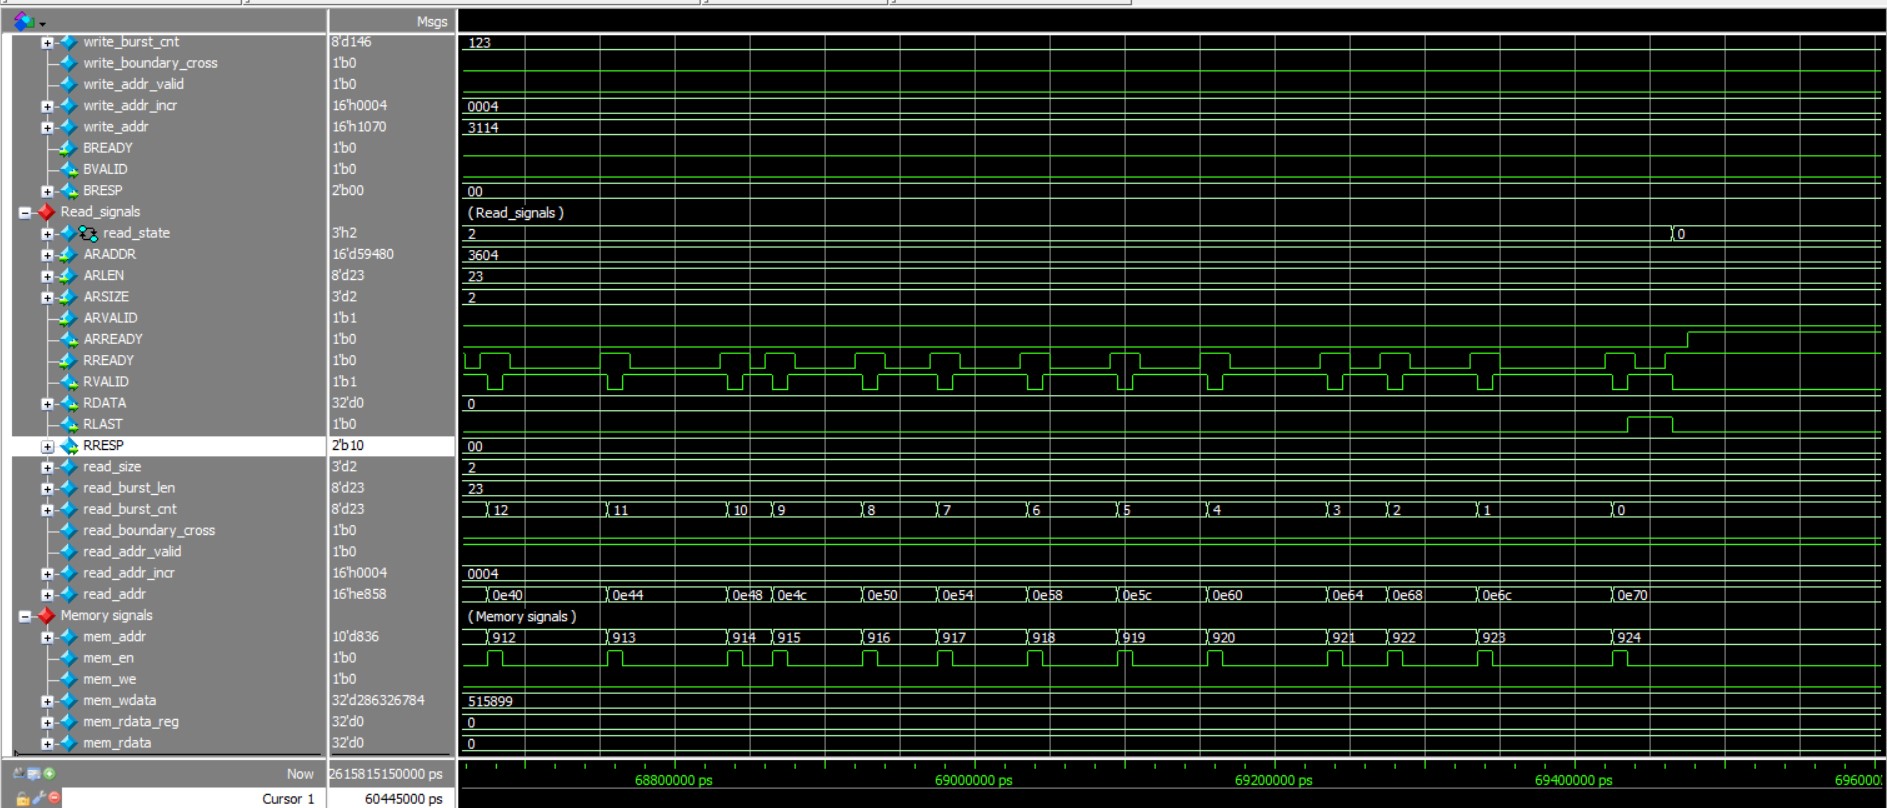 Msgs
write_burst_cnt 8'd146 123
write_boundary_cross 1'b0
write_addr_valid 1'b0
write_addr_incr 16'h0004 0004
write_addr 16'h1070 3114
BREADY 1'b0
BVALID 1'b0
BRESP 2'b00 00
Read_signals (Read_signals)
read_state 3'h2 2 0
ARADDR 16'd59480 3604
ARLEN 8'd23 23
ARSIZE 3'd2 2
ARVALID 1'b1
ARREADY 1'b0
RREADY 1'b0
RVALID 1'b1
RDATA 32'd0 0
RLAST 1'b0
RRESP 2'b10 00
read_size 3'd2 2
read_burst_len 8'd23 23
read_burst_cnt 8'd23 12 11 10 9 8 7 6 5 4 3 2 1 0
read_boundary_cross 1'b0
read_addr_valid 1'b0
read_addr_incr 16'h0004 0004
read_addr 16'he858 0e40 0e44 0e48 0e4c 0e50 0e54 0e58 0e5c 0e60 0e64 0e68 0e6c 0e70
Memory signals (Memory signals)
mem_addr 10'd836 912 913 914 915 916 917 918 919 920 921 922 923 924
mem_en 1'b0
mem_we 1'b0
mem_wdata 32'd286326784 515899
mem_rdata_reg 32'd0 0
mem_rdata 32'd0 0
Now 2615815150000 ps 68800000 ps 69000000 ps 69200000 ps 69400000 ps
Cursor 1 60445000 ps